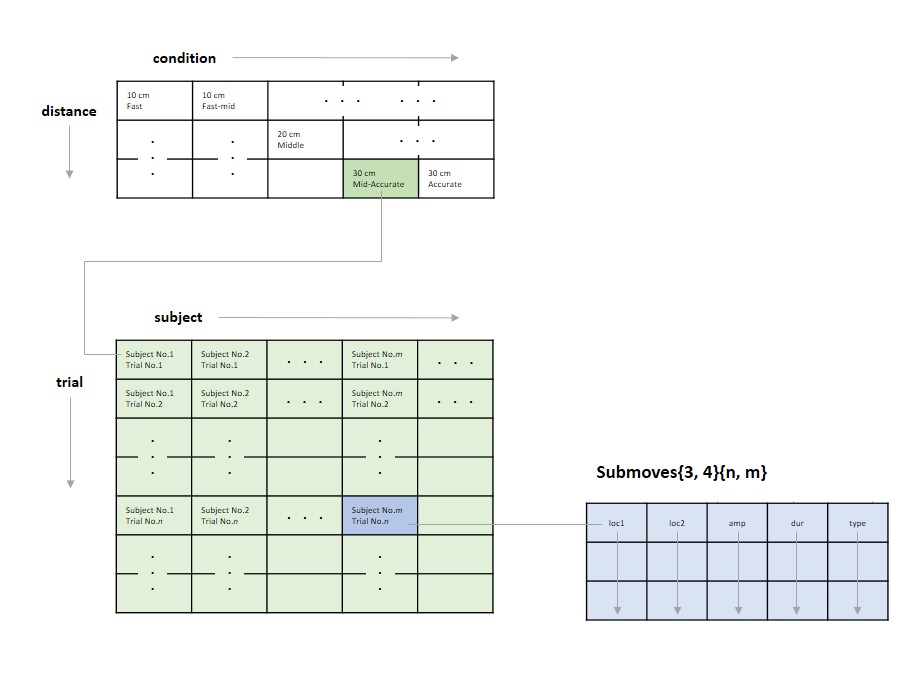 condition
distance
10 cm
Fast
10 cm
Fast-mid
. . .
. . .
20 cm
Middle
. . .
30 cm
Mid-Accurate
30 cm
Accurate
subject
trial
Subject No.1
Trial No.1
Subject No.2
Trial No.1
. . .
Subject No.m
Trial No.1
. . .
Subject No.1
Trial No.2
Subject No.2
Trial No.2
. . .
Subject No.m
Trial No.2
. . .
Subject No.1
Trial No.n
Subject No.2
Trial No.n
. . .
Subject No.m
Trial No.n
Submoves{3, 4}{n, m}
loc1
loc2
amp
dur
type